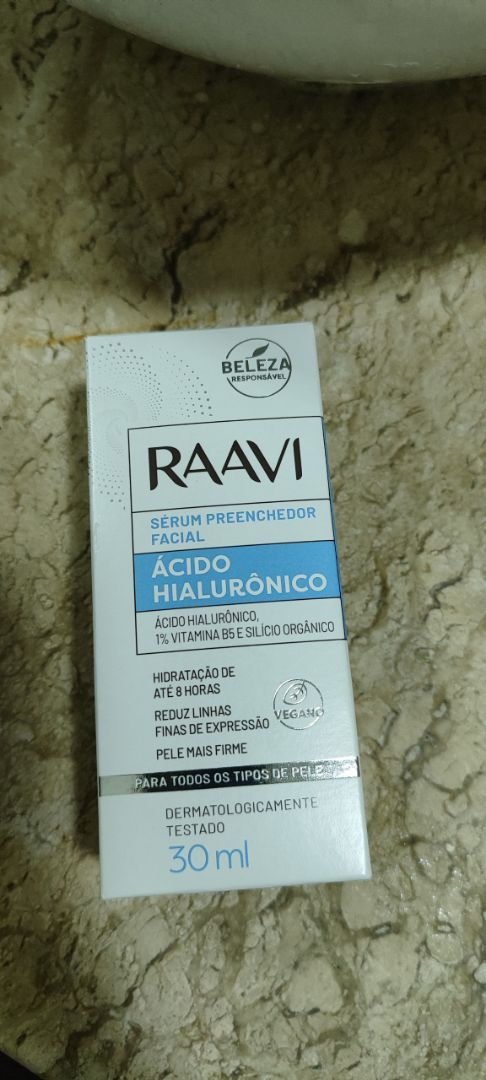 BELEZA
RESPONSÁVEL
RAAVI
SÉRUM PREENCHEDOR
FACIAL
ÁCIDO
HIALURÔNICO
ÁCIDO HIALURÔNICO,
1% VITAMINA B5 E SILÍCIO ORGÂNICO
HIDRATAÇÃO DE
ATÉ 8 HORAS
REDUZ LINHAS
FINAS DE EXPRESSÃO
VEGANO
PELE MAIS FIRME
PARA TODOS OS TIPOS DE PELE
DERMATOLOGICAMENTE
TESTADO
30 ml